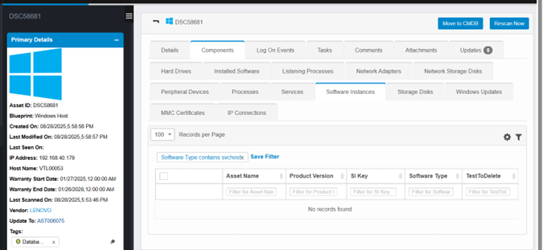 DSC58681
Primary Details
Asset ID: DSC58681
Blueprint: Windows Host
Created On: 08/28/2025,5:58:56 PM
Last Modified On: 08/28/2025,5:58:57 PM
Last Seen On:
IP Address: 192.168.40.179
Host Name: VTL00053
Warranty Start Date: 01/27/2025,12:00:00 AM
Warranty End Date: 01/26/2028,12:00:00 AM
Last Scanned On: 08/28/2025,5:53:46 PM
Vendor: LENOVO
Update To: AST006075
Tags:
Databa... x
DSC58681
Move to CMDB
Rescan Now
Details Components Log On Events Tasks Comments Attachments Updates 8
Hard Drives Installed Software Listening Processes Network Adapters Network Storage Disks
Peripheral Devices Processes Services Software Instances Storage Disks Windows Updates
MMC Certificates IP Connections
100 Records per Page
Software Type contains svchostx Save Filter
Asset Name Product Version SI Key Software Type TestToDelete
Filter for Asset Nam Filter for Product Filter for SI Key Filter for Softwar Filter for TestTo
No records found